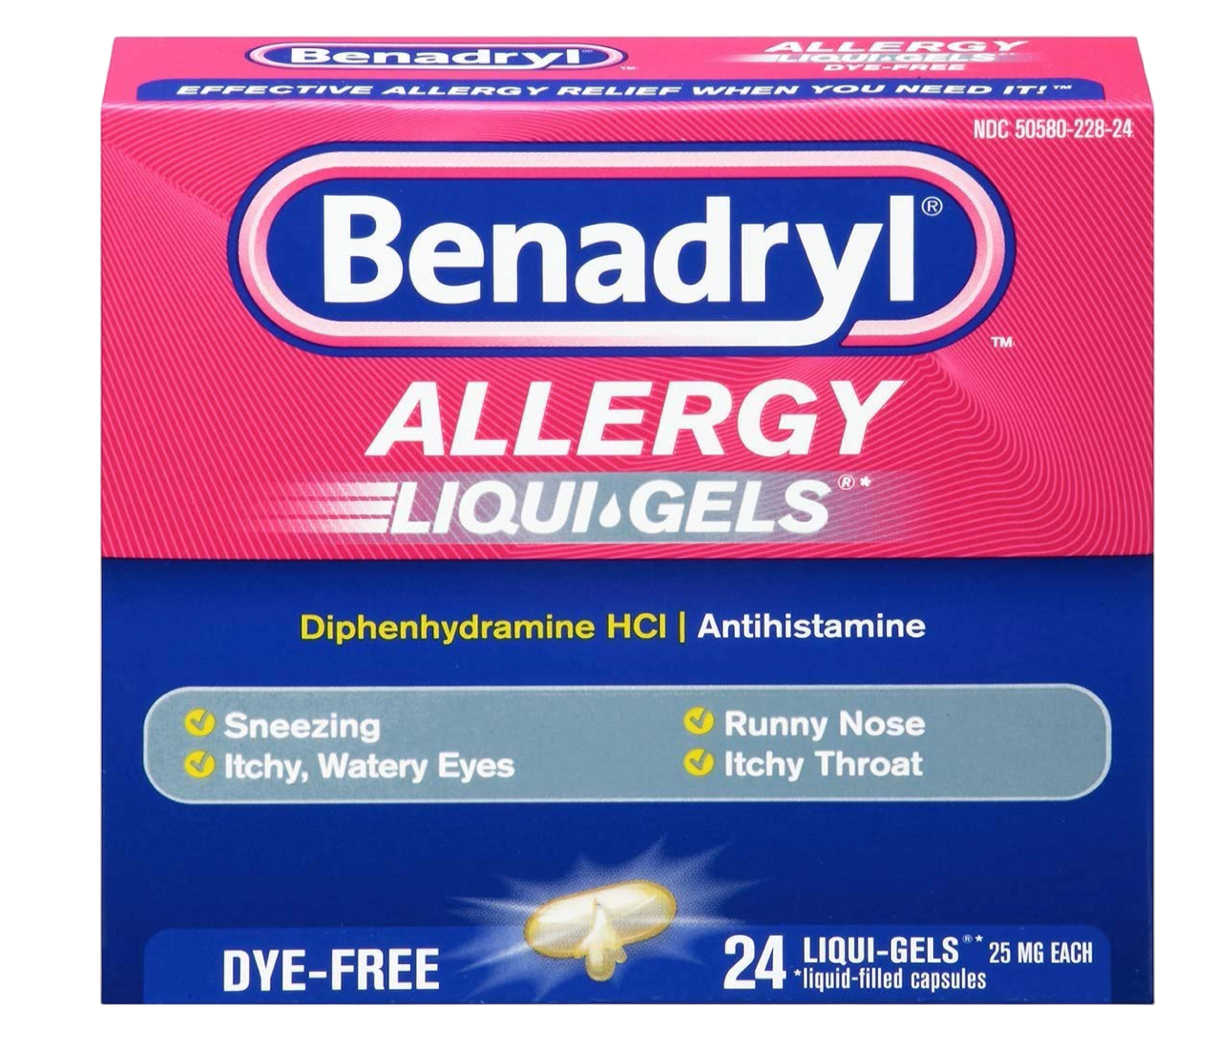 Benadryl®
™
ALLERGY
LIQUI•GELS®*
DYE-FREE
EFFECTIVE ALLERGY RELIEF WHEN YOU NEED IT!™
NDC 50580-228-24
Benadryl®
™
ALLERGY
LIQUI•GELS®*
Diphenhydramine HCl | Antihistamine
Sneezing
Runny Nose
Itchy, Watery Eyes
Itchy Throat
DYE-FREE
24 LIQUI-GELS®* 25 MG EACH
*liquid-filled capsules